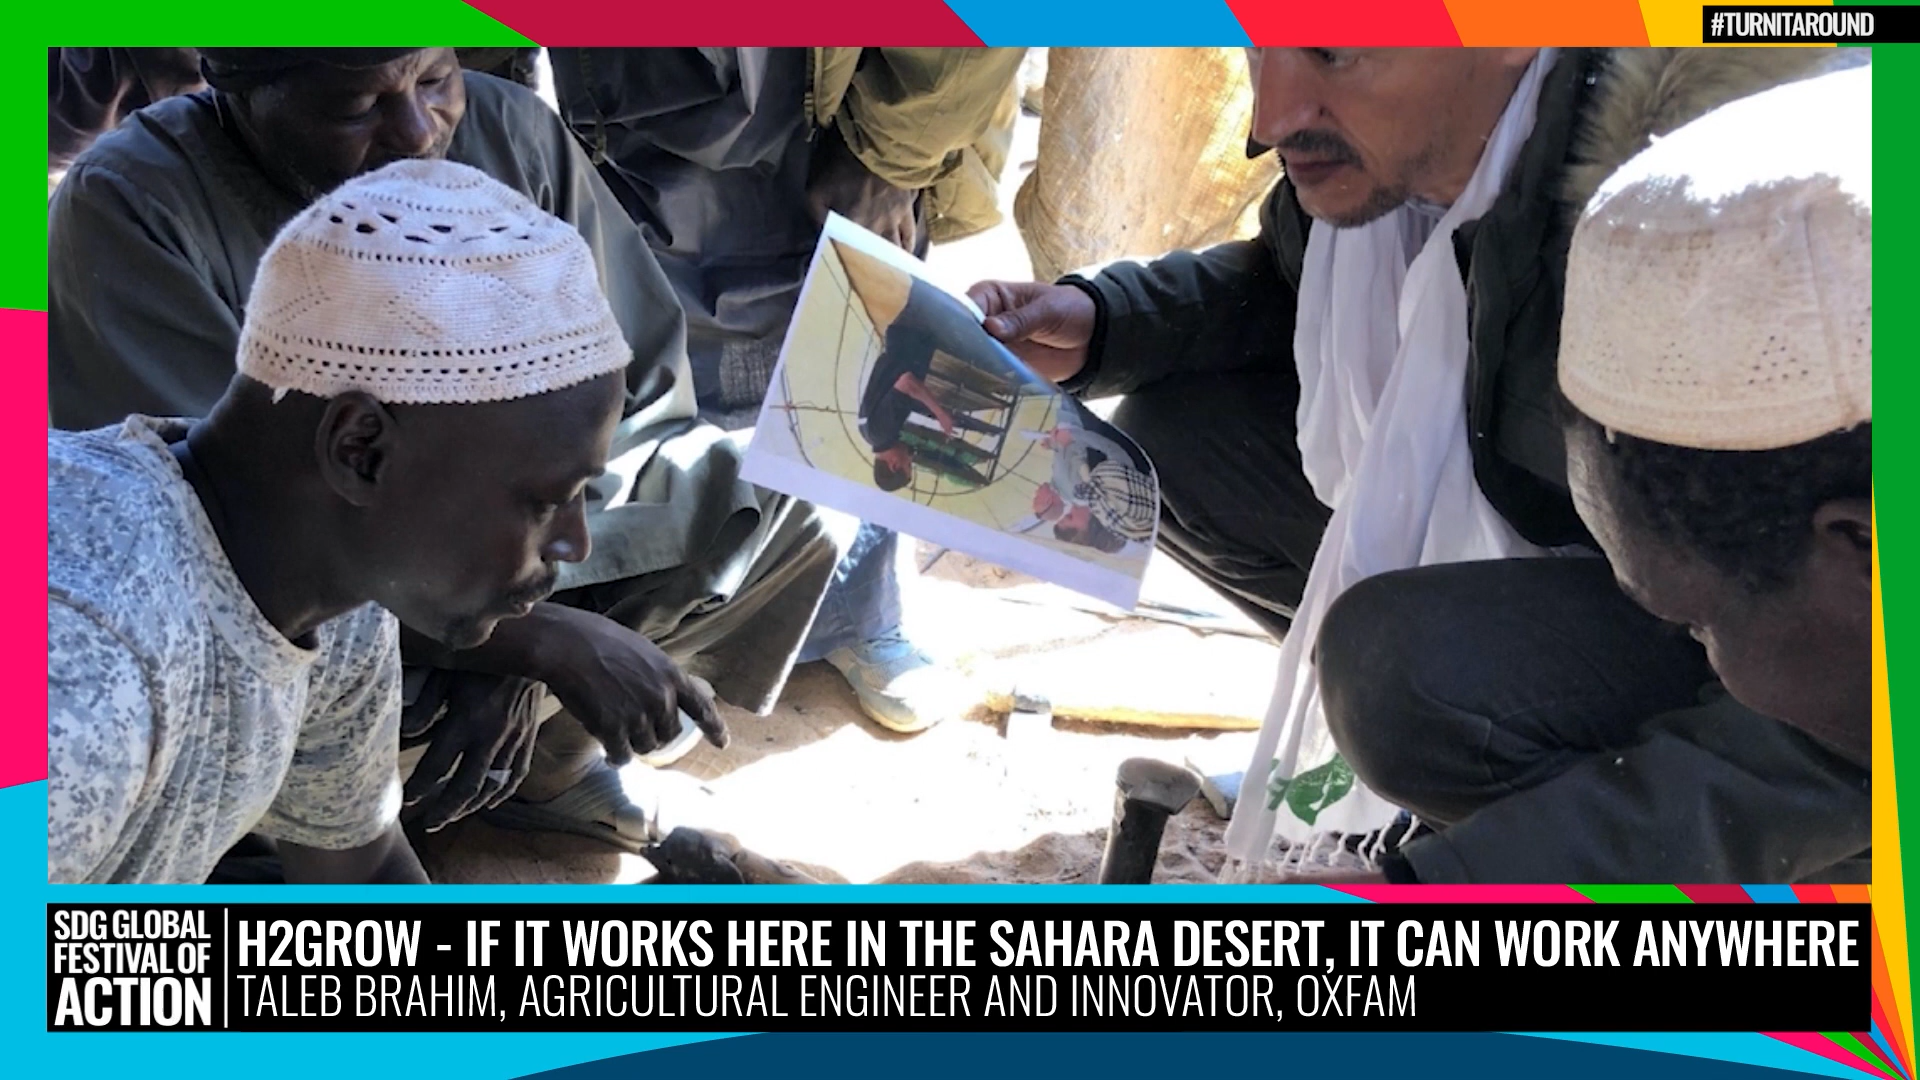 #TURNITAROUND
SDG GLOBAL
FESTIVAL OF
ACTION
H2GROW - IF IT WORKS HERE IN THE SAHARA DESERT, IT CAN WORK ANYWHERE
TALEB BRAHIM, AGRICULTURAL ENGINEER AND INNOVATOR, OXFAM